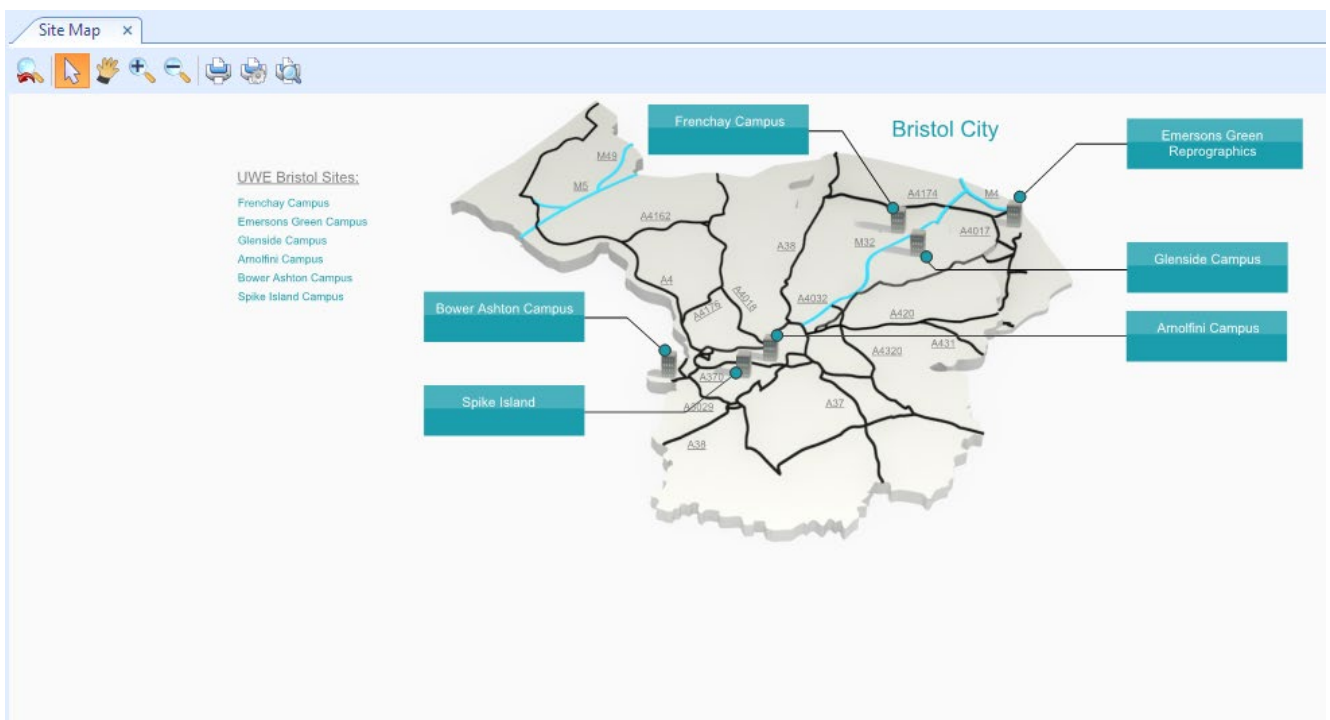 Site Map
UWE Bristol Sites:
Frenchay Campus
Emersons Green Campus
Glenside Campus
Arnolfini Campus
Bower Ashton Campus
Spike Island Campus
Bristol City
Frenchay Campus
Emersons Green
Reprographics
Glenside Campus
Arnolfini Campus
Bower Ashton Campus
Spike Island
M49
M5
A4162
A4174
M4
A38
M32
A4017
A4
A4176
A4018
A4032
A420
A4320
A431
A370
A3029
A37
A38